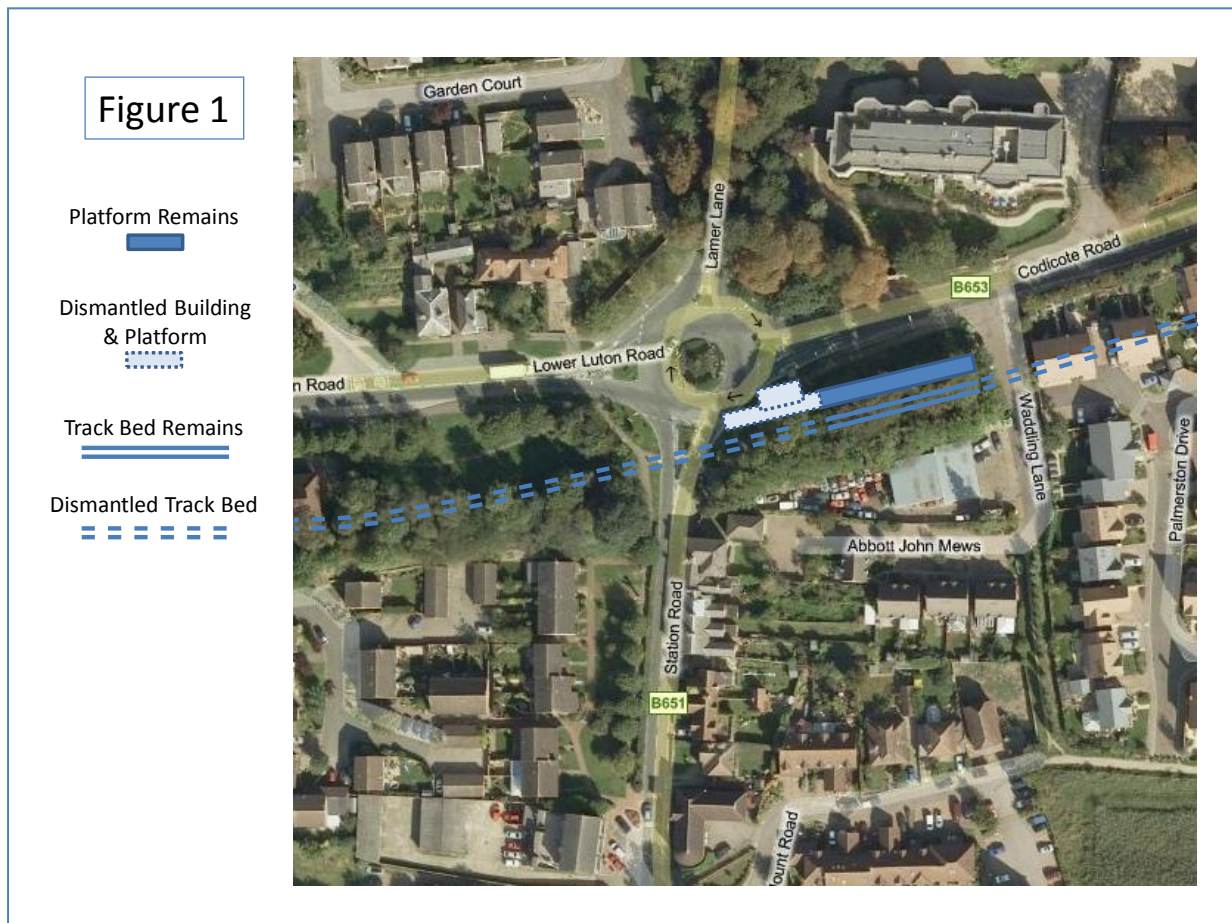 Figure 1
Platform Remains
Dismantled Building
& Platform
Track Bed Remains
Dismantled Track Bed
Garden Court
Lamer Lane
Codicote Road
B653
Lower Luton Road
n Road
Waddling Lane
Palmerston Drive
Abbott John Mews
Station Road
B651
ount Road